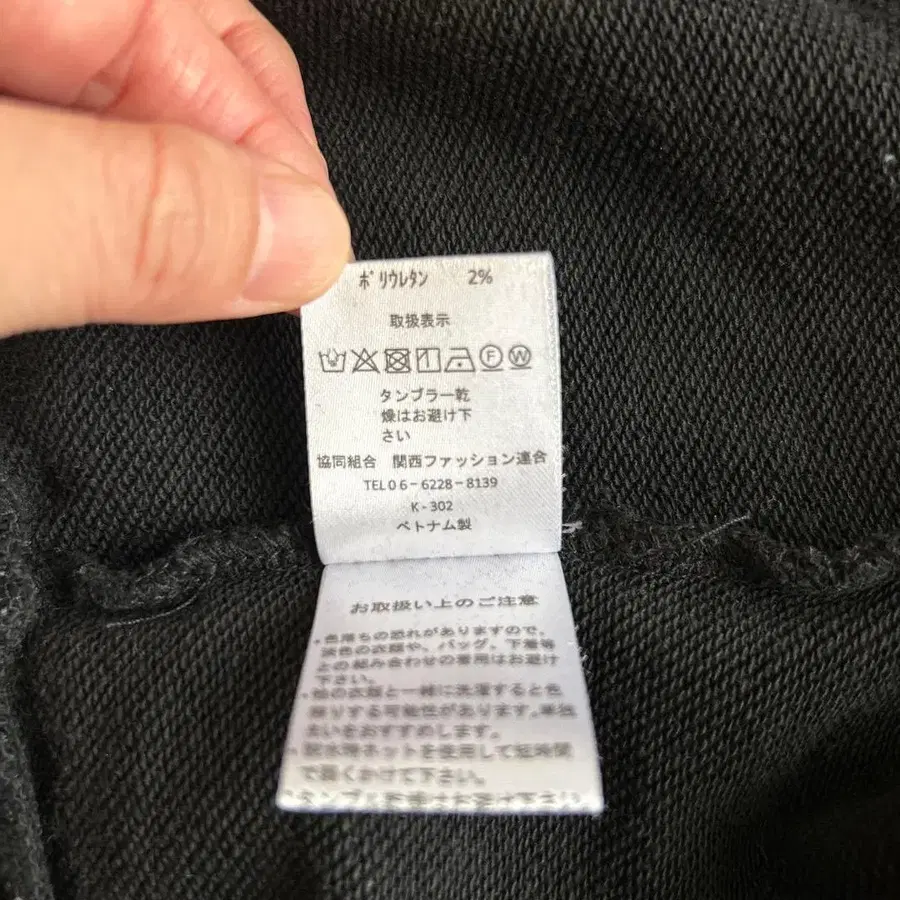 ポリウレタン 2%
取扱表示
F W
タンブラー乾
燥はお避け下
さい
協同組合 関西ファッション連合
TEL06-6228-8139
K-302
ベトナム製
お取扱い上のご注意
・色落ちの恐れがありますので、
淡色の衣類や、バッグ、下着等
との組み合わせの着用はお避け
下さい。
・他の衣類と一緒に洗濯すると色
移りする可能性があります。単独
洗いをおすすめします。
・脱水時ネットを使用して短時間
で軽くかけて下さい。